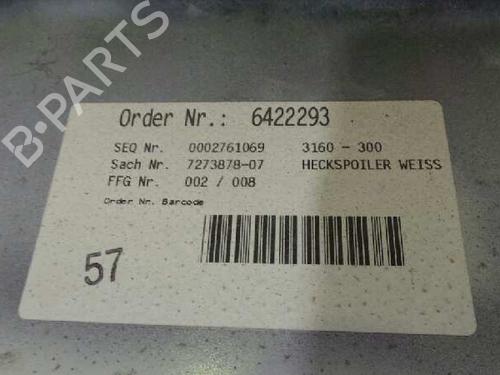 B-PARTS
Order Nr.: 6422293
SEQ Nr. 0002761069 3160 - 300
Sach Nr. 7273878-07 HECKSPOILER WEISS
FFG Nr. 002 / 008
Order Nr. Barcode
57